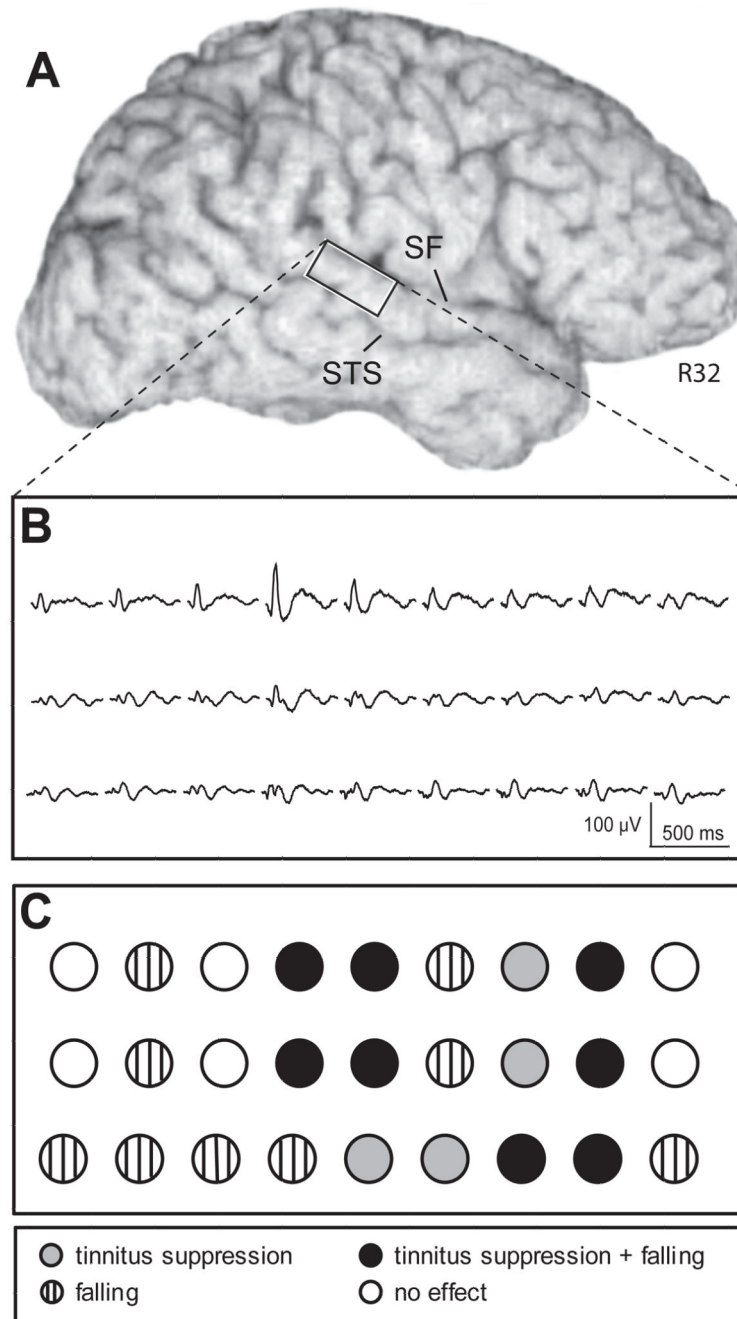 A
SF
STS
R32
B
100 µV
500 ms
C
tinnitus suppression
tinnitus suppression + falling
falling
no effect